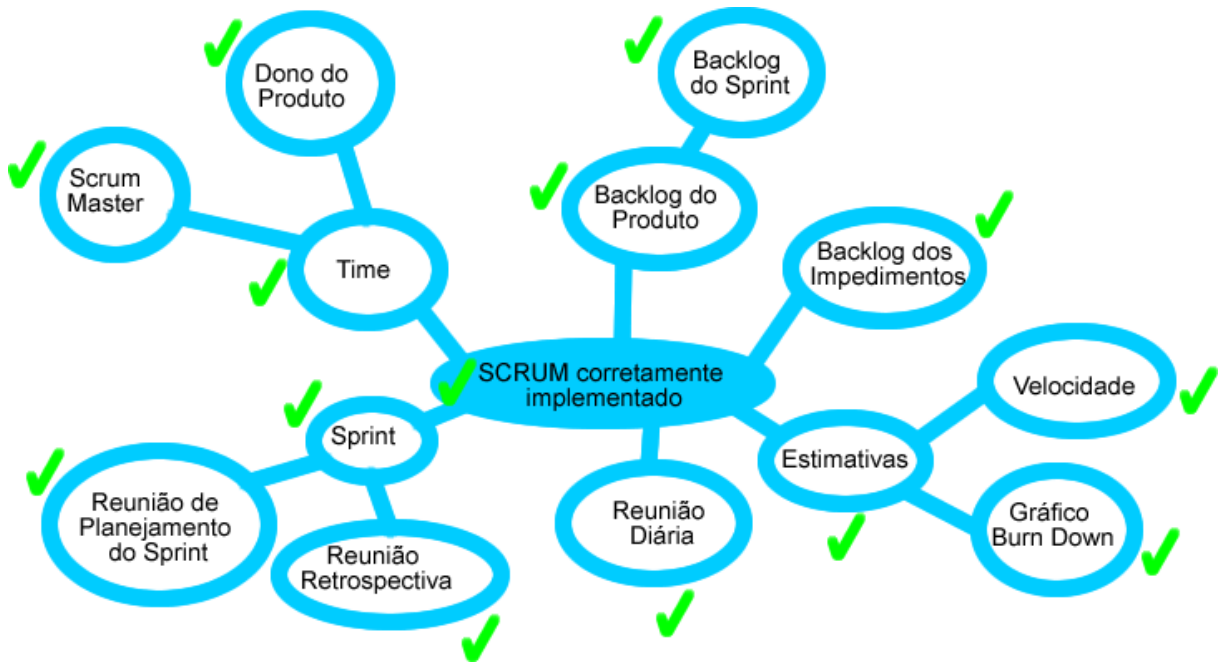 Dono do
Produto
Backlog
do Sprint
Scrum
Master
Backlog do
Produto
Time
Backlog dos
Impedimentos
SCRUM corretamente
implementado
Velocidade
Sprint
Estimativas
Reunião de
Planejamento
do Sprint
Reunião
Retrospectiva
Reunião
Diária
Gráfico
Burn Down